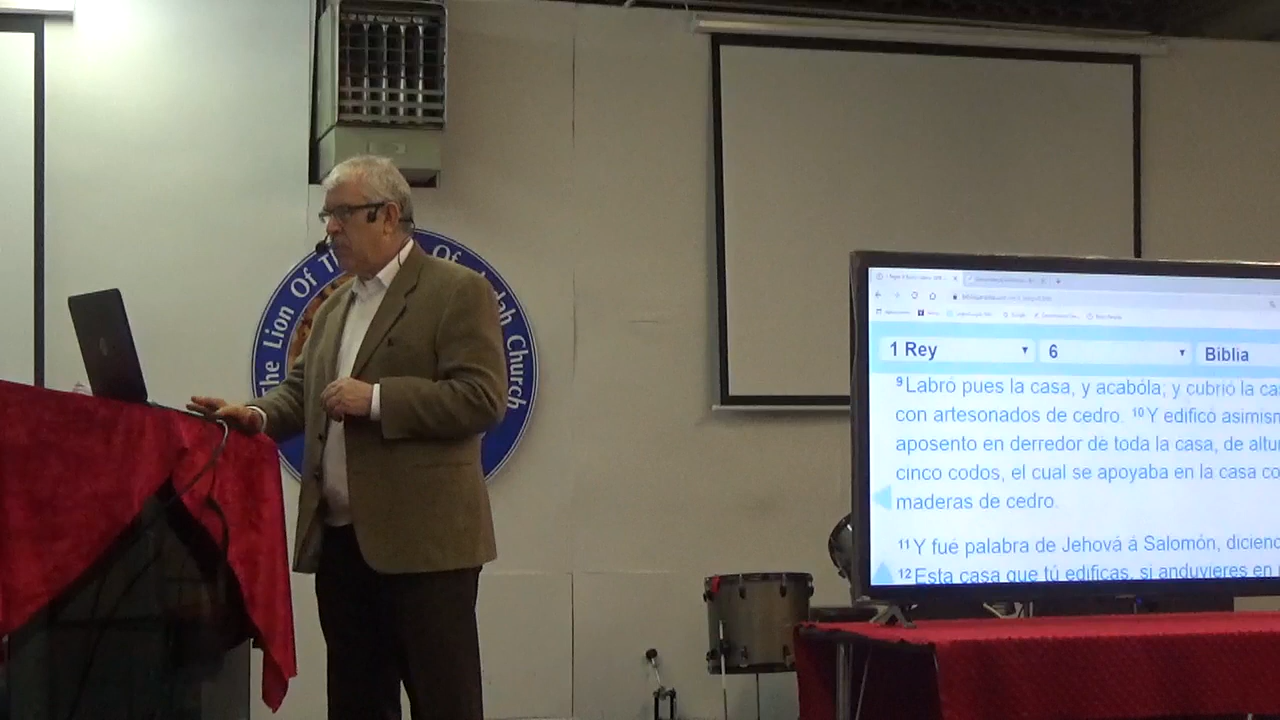 The Lion Of Th Of Judah Church
1 Rey
6
Biblia
9 Labró pues la casa, y acabóla; y cubrió la ca
con artesonados de cedro. 10 Y edificó asimism
aposento en derredor de toda la casa, de altu
cinco codos, el cual se apoyaba en la casa co
maderas de cedro.
11 Y fué palabra de Jehová á Salomón, diciend
12 Esta casa que tú edificas, si anduvieres en